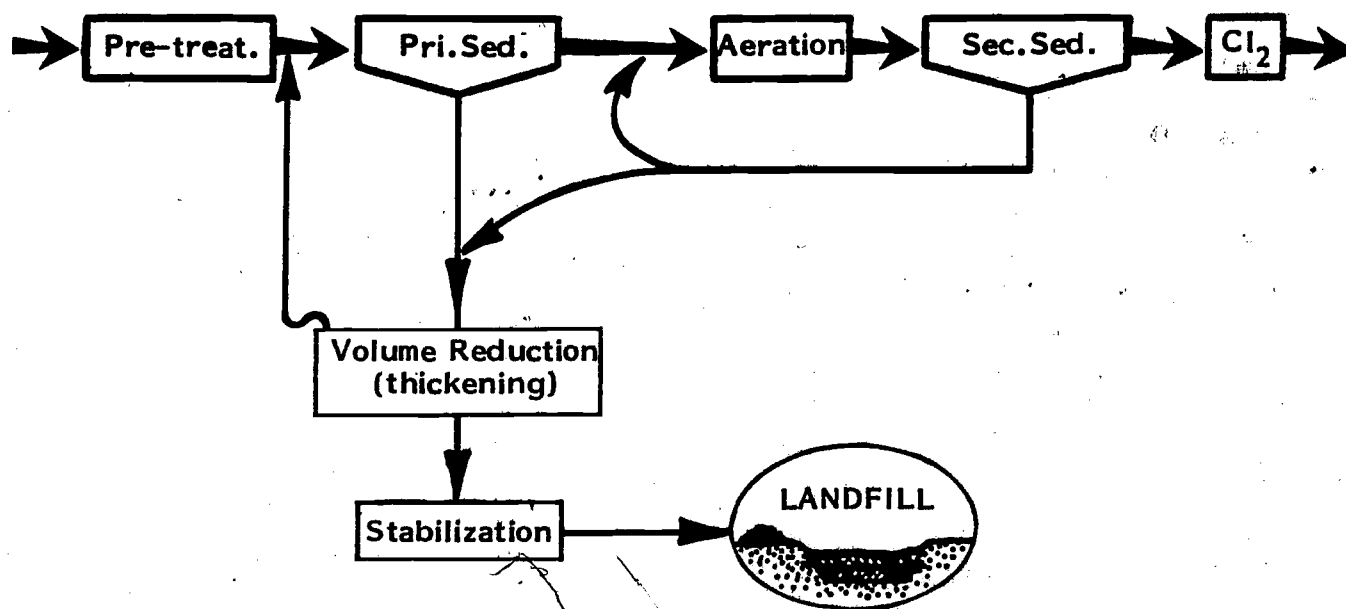 Pre-treat.
Pri.Sed.
Aeration
Sec.Sed.
Cl₂
Volume Reduction
(thickening)
Stabilization
LANDFILL